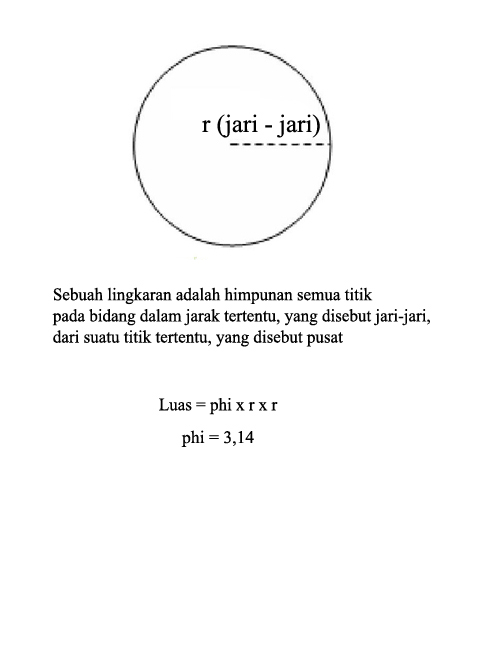 r (jari - jari)
Sebuah lingkaran adalah himpunan semua titik
pada bidang dalam jarak tertentu, yang disebut jari-jari,
dari suatu titik tertentu, yang disebut pusat
Luas = phi x r x r
phi = 3,14